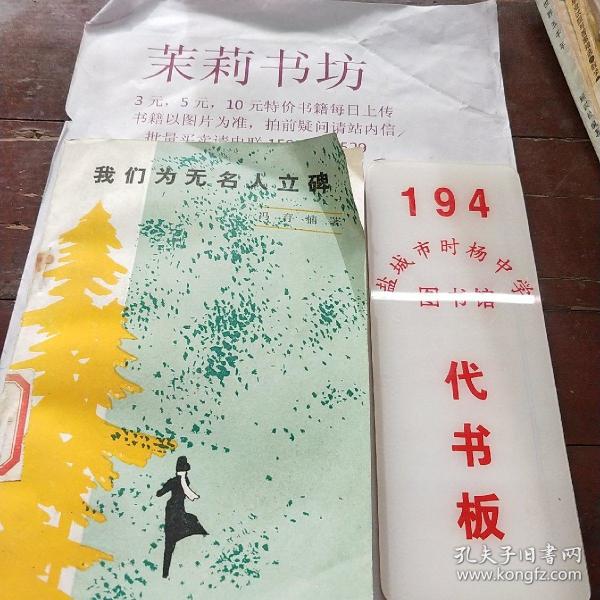 茉莉书坊
3元，5元，10元特价书籍每日上传
书籍以图片为准，拍前疑问请站内信／
我们为无名人立碑
194
盐城市时杨中学
图书馆
代书板
孔夫子旧书网
www.kongfz.com